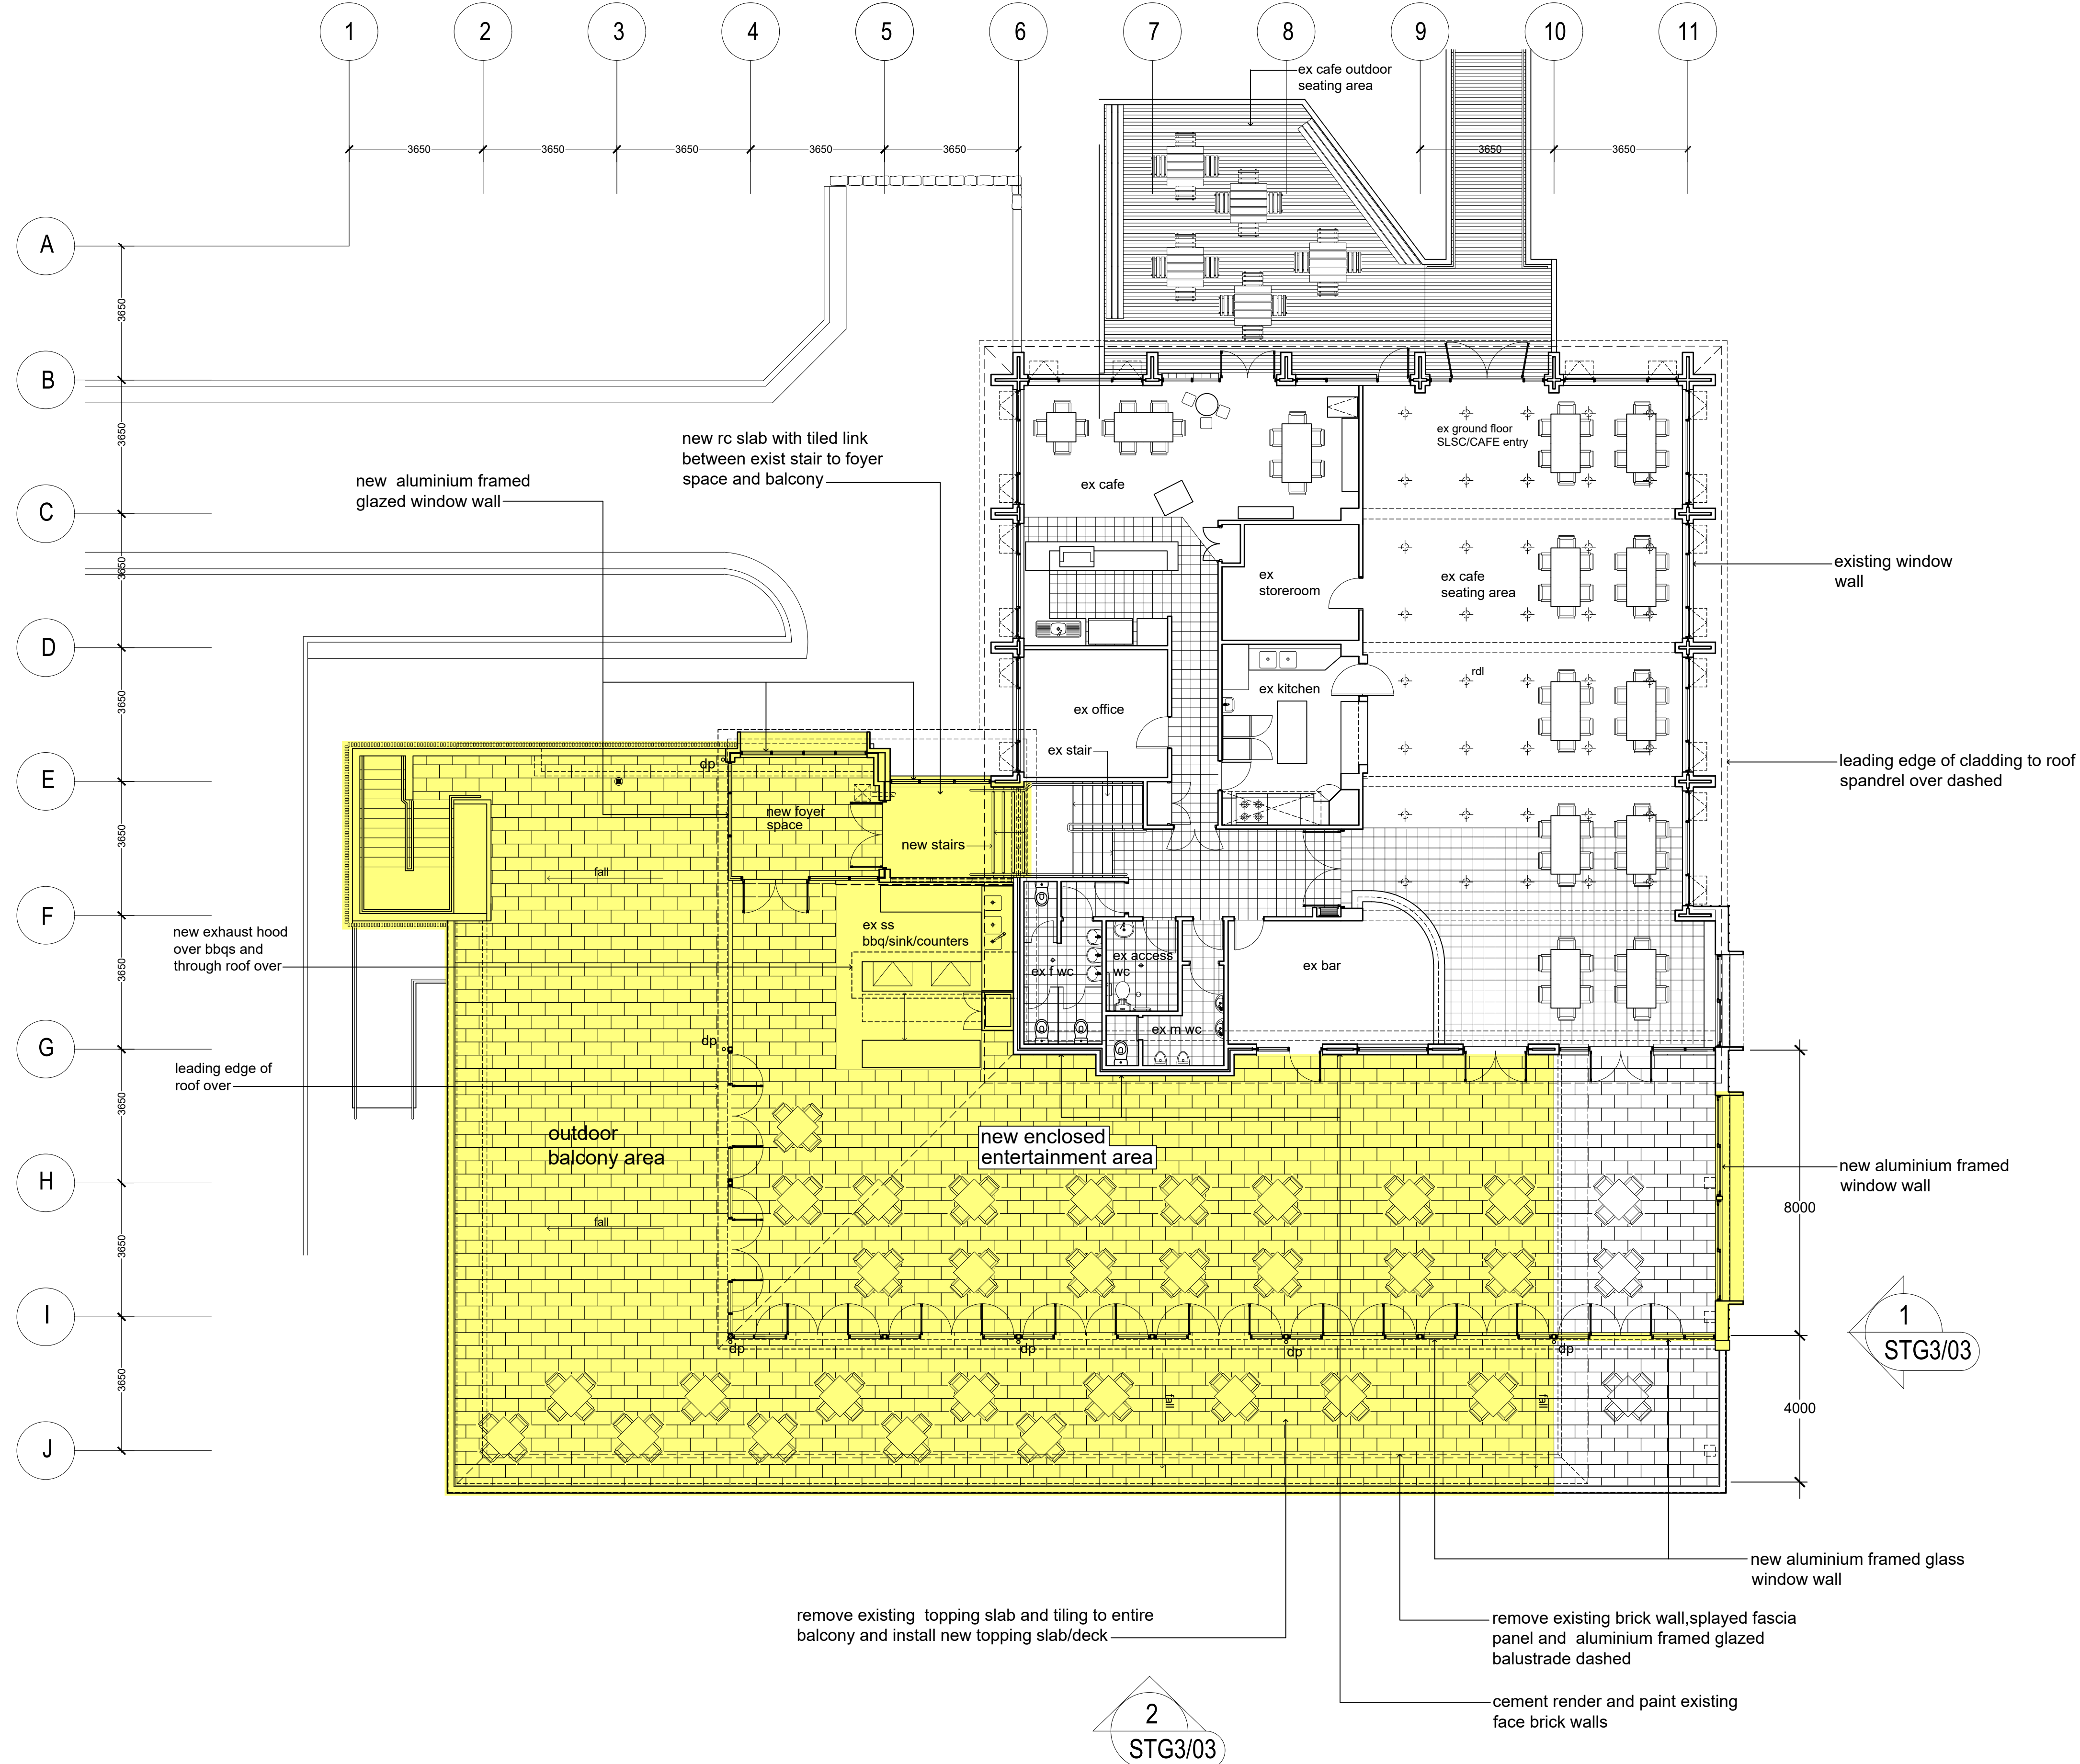 1
2
3
4
5
6
7
8
9
10
11
ex cafe outdoor
seating area
3650
3650
3650
3650
3650
3650
3650
A
B
C
D
E
F
G
H
I
J
3650
3650
3650
3650
3650
3650
3650
3650
3650
new rc slab with tiled link
between exist stair to foyer
space and balcony
new aluminium framed
glazed window wall
ex ground floor
SLSC/CAFE entry
ex cafe
ex
storeroom
ex cafe
seating area
existing window
wall
rdl
ex kitchen
ex office
ex stair
leading edge of cladding to roof
spandrel over dashed
dp
new foyer
space
new stairs
fall
new exhaust hood
over bbqs and
through roof over
ex ss
bbq/sink/counters
ex f wc
ex access
wc
ex bar
ex m wc
dp
leading edge of
roof over
outdoor
balcony area
new enclosed
entertainment area
new aluminium framed
window wall
8000
fall
1
STG3/03
dp
dp
dp
dp
fall
fall
4000
new aluminium framed glass
window wall
remove existing topping slab and tiling to entire
balcony and install new topping slab/deck
remove existing brick wall,splayed fascia
panel and aluminium framed glazed
balustrade dashed
cement render and paint existing
face brick walls
2
STG3/03